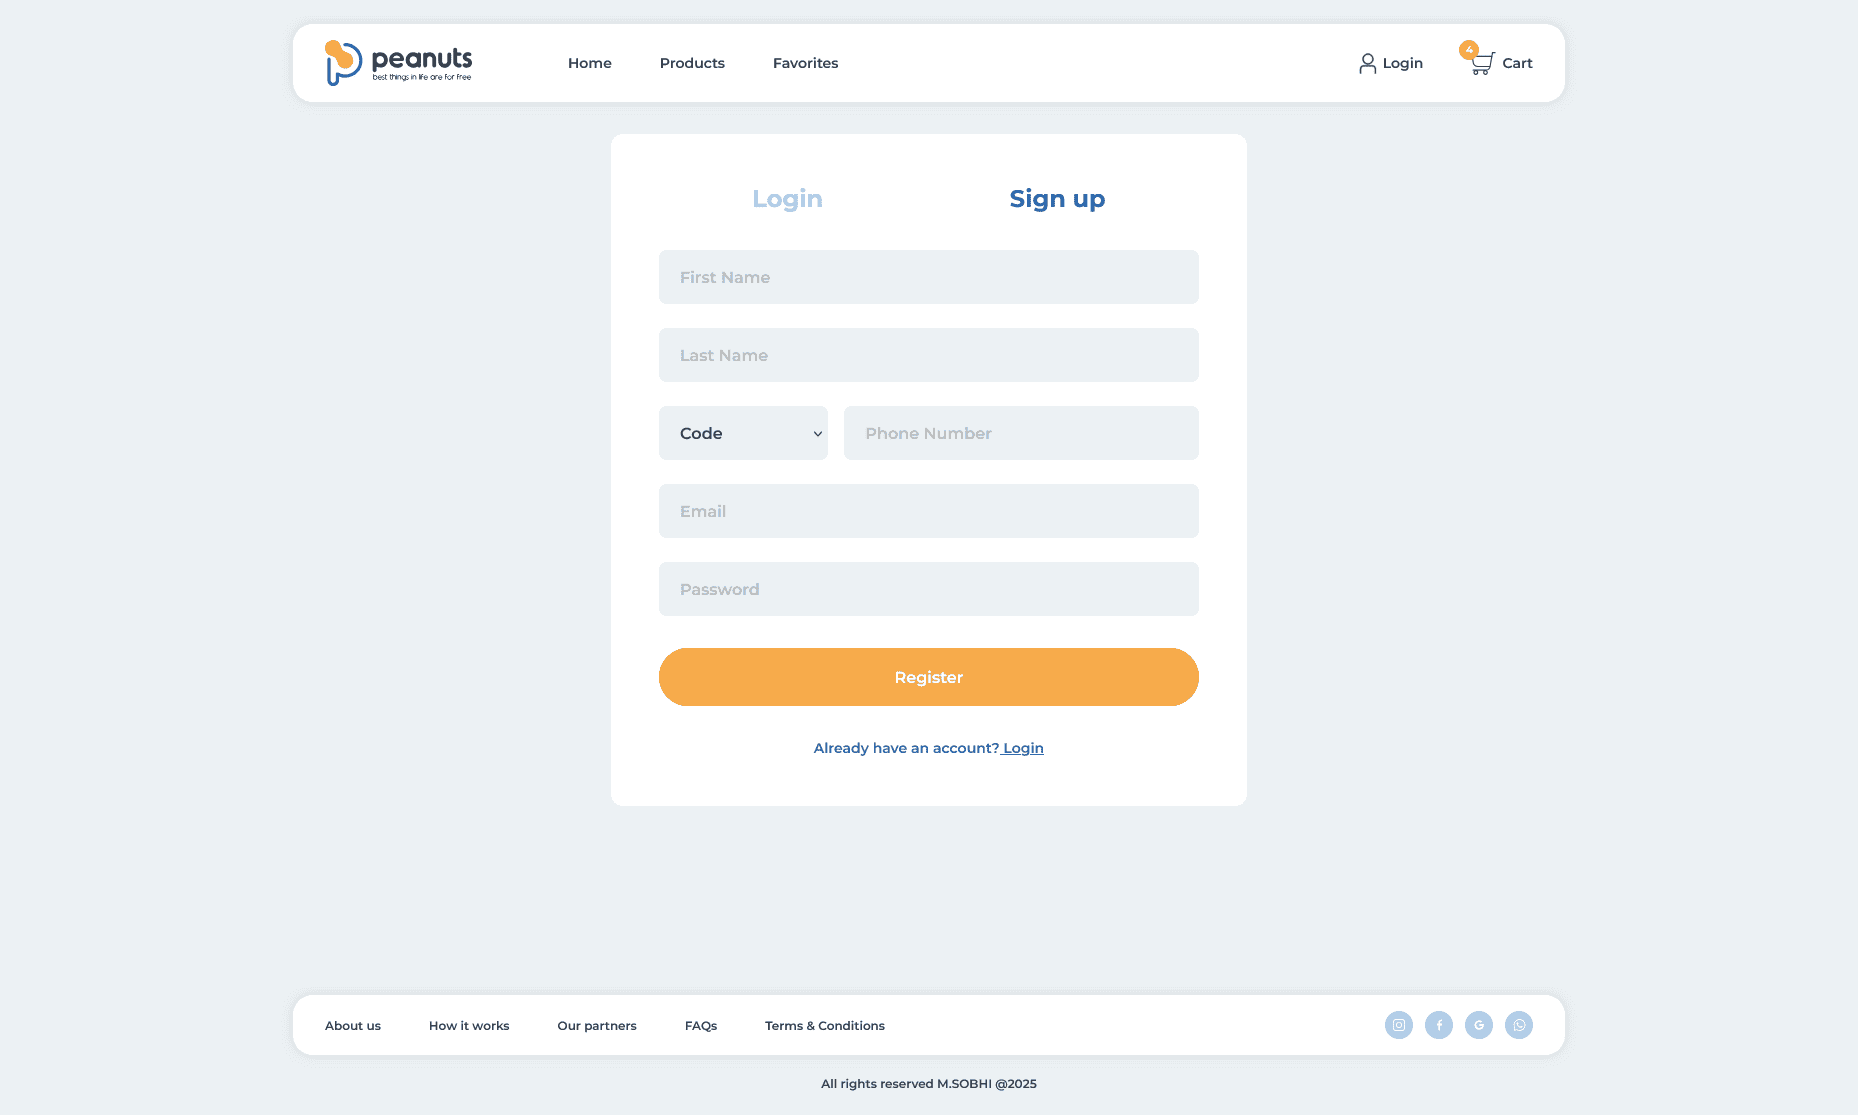 peanuts
best things in life are for free
Home Products Favorites
Login
4
Cart
Login Sign up
First Name
Last Name
Code Phone Number
Email
Password
Register
Already have an account? Login
About us How it works Our partners FAQs Terms & Conditions
All rights reserved M.SOBHI @2025